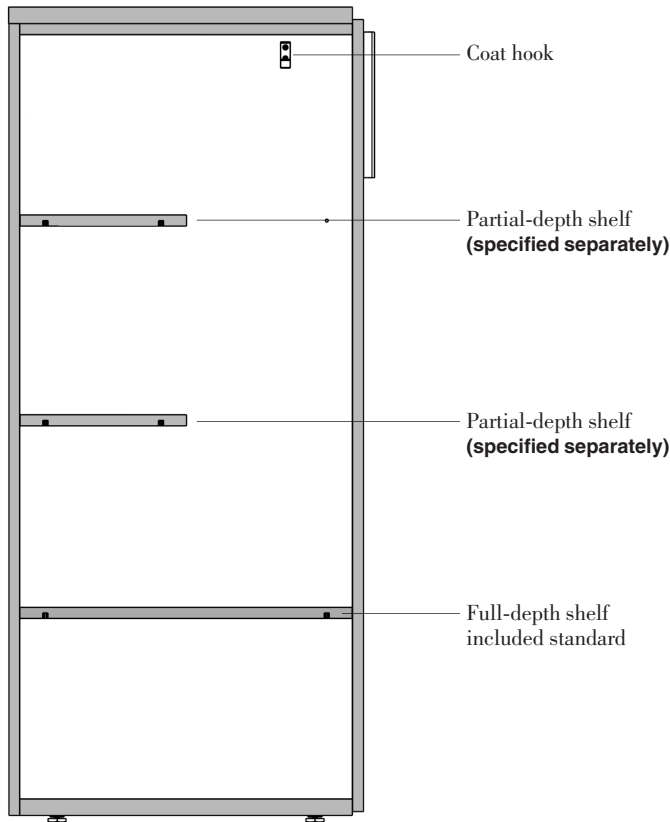 Coat hook
Partial-depth shelf
(specified separately)
Partial-depth shelf
(specified separately)
Full-depth shelf
included standard